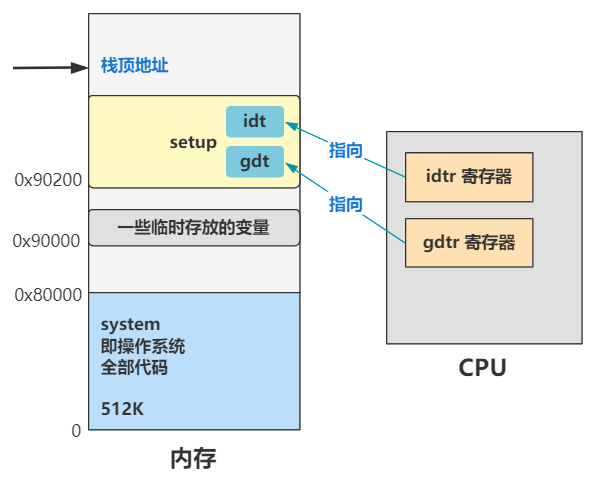 栈顶地址
idt
setup
gdt
0x90200
一些临时存放的变量
0x90000
0x80000
system
即操作系统
全部代码
512K
0
内存
指向
指向
idtr 寄存器
gdtr 寄存器
CPU